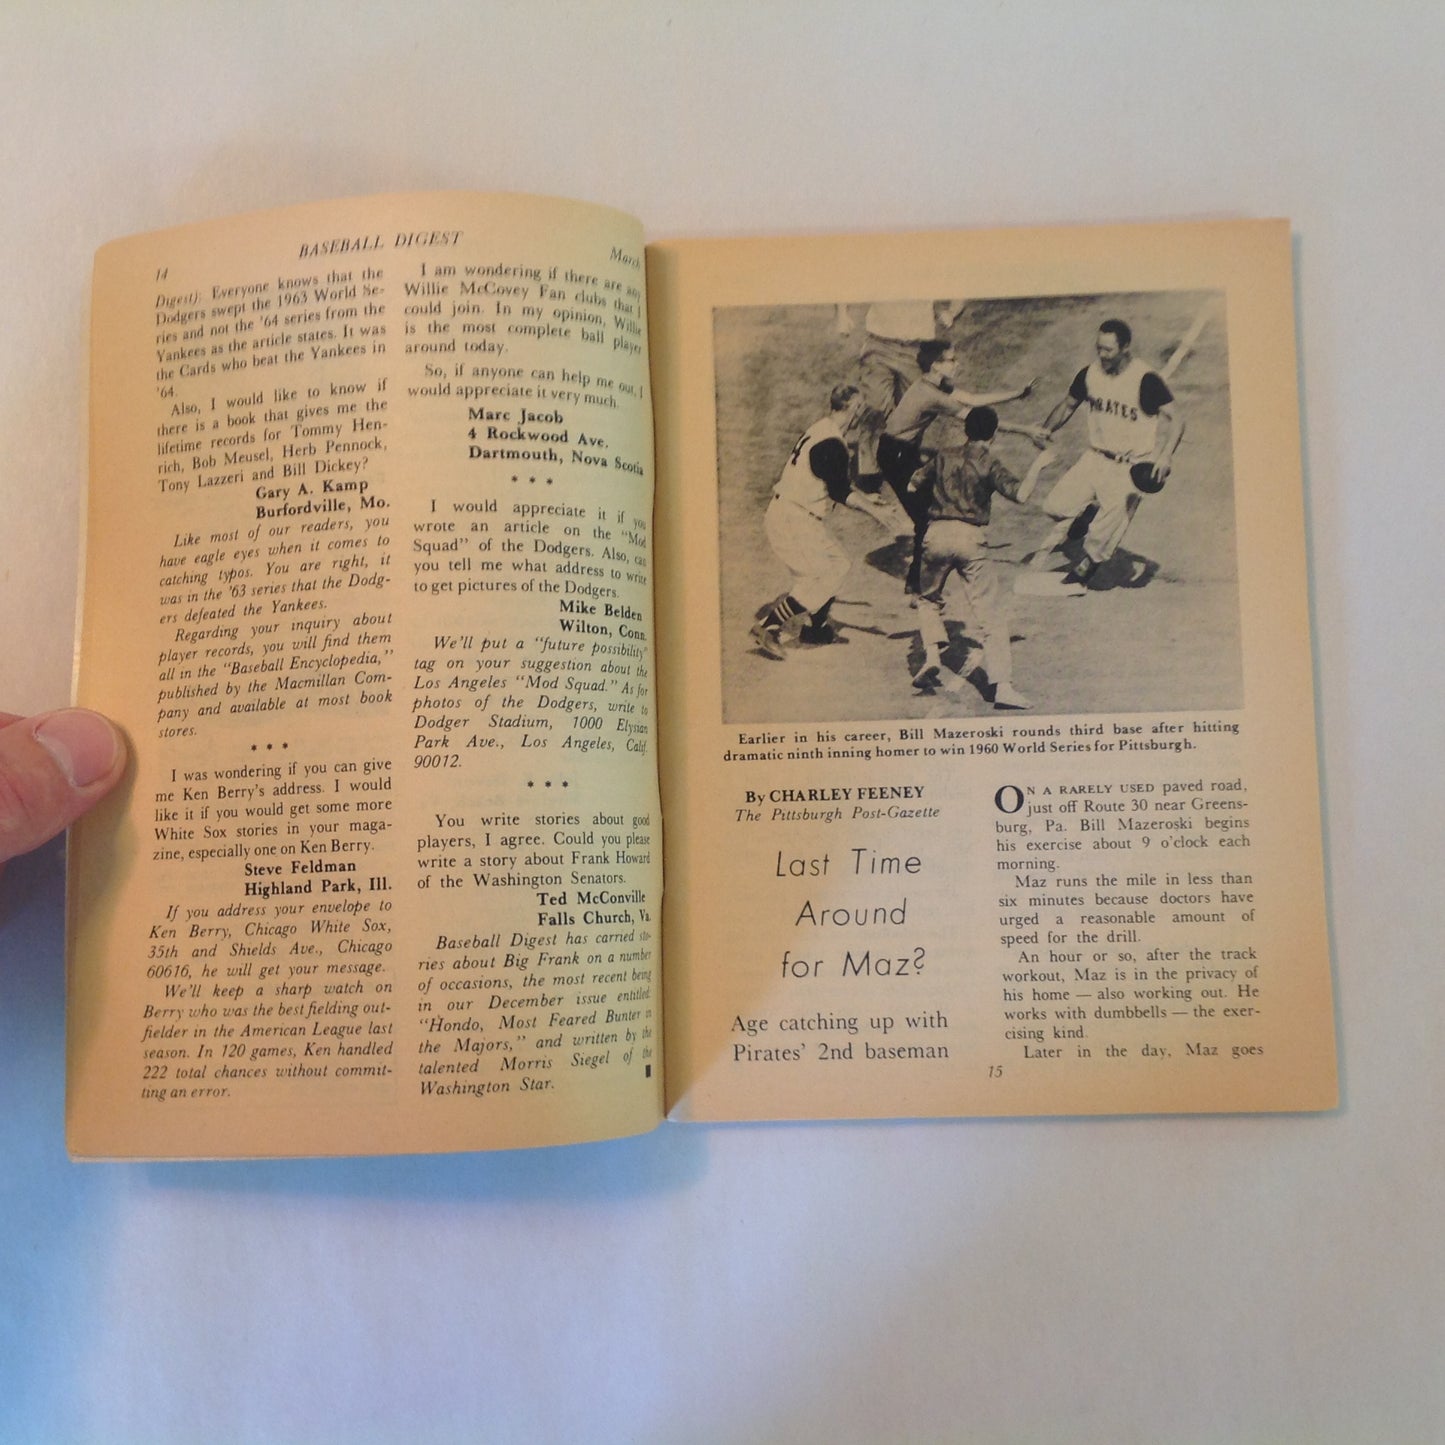 14
BASEBALL DIGEST
March
Digest): Everyone knows that the
Dodgers swept the 1963 World Se-
ries and not the '64 series from the
Yankees as the article states. It was
the Cards who beat the Yankees in
'64.
Also, I would like to know if
there is a book that gives me the
lifetime records for Tommy Hen-
rich, Bob Meusel, Herb Pennock,
Tony Lazzeri and Bill Dickey?
Gary A. Kamp
Burfordville, Mo.
Like most of our readers, you
have eagle eyes when it comes to
catching typos. You are right, it
was in the '63 series that the Dodg-
ers defeated the Yankees.
Regarding your inquiry about
player records, you will find them
all in the "Baseball Encyclopedia,"
published by the Macmillan Com-
pany and available at most book
stores.
* * *
I was wondering if you can give
me Ken Berry's address. I would
like it if you would get some more
White Sox stories in your maga-
zine, especially one on Ken Berry.
Steve Feldman
Highland Park, Ill.
If you address your envelope to
Ken Berry, Chicago White Sox,
35th and Shields Ave., Chicago
60616, he will get your message.
We'll keep a sharp watch on
Berry who was the best fielding out-
fielder in the American League last
season. In 120 games, Ken handled
222 total chances without commit-
ting an error.
I am wondering if there are any
Willie McCovey Fan clubs that I
could join. In my opinion, Willie
is the most complete ball player
around today.
So, if anyone can help me out, I
would appreciate it very much.
Marc Jacob
4 Rockwood Ave.
Dartmouth, Nova Scotia
* * *
I would appreciate it if you
wrote an article on the "Mod
Squad" of the Dodgers. Also, can
you tell me what address to write
to get pictures of the Dodgers.
Mike Belden
Wilton, Conn.
We'll put a "future possibility"
tag on your suggestion about the
Los Angeles "Mod Squad." As for
photos of the Dodgers, write to
Dodger Stadium, 1000 Elysian
Park Ave., Los Angeles, Calif.
90012.
* * *
You write stories about good
players, I agree. Could you please
write a story about Frank Howard
of the Washington Senators.
Ted McConville
Falls Church, Va.
Baseball Digest has carried sto-
ries about Big Frank on a number
of occasions, the most recent being
in our December issue entitled
"Hondo, Most Feared Bunter in
the Majors," and written by the
talented Morris Siegel of the
Washington Star.
PIRATES
Earlier in his career, Bill Mazeroski rounds third base after hitting
dramatic ninth inning homer to win 1960 World Series for Pittsburgh.
By CHARLEY FEENEY
The Pittsburgh Post-Gazette
Last Time
Around
for Maz?
Age catching up with
Pirates' 2nd baseman
ON A RARELY USED paved road,
just off Route 30 near Greens-
burg, Pa. Bill Mazeroski begins
his exercise about 9 o'clock each
morning.
Maz runs the mile in less than
six minutes because doctors have
urged a reasonable amount of
speed for the drill.
An hour or so, after the track
workout, Maz is in the privacy of
his home — also working out. He
works with dumbbells — the exer-
cising kind.
Later in the day, Maz goes
15